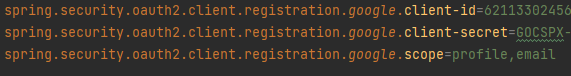 spring.security.oauth2.client.registration.google.client-id=62113302456
spring.security.oauth2.client.registration.google.client-secret=GOCSPX-
spring.security.oauth2.client.registration.google.scope=profile,email